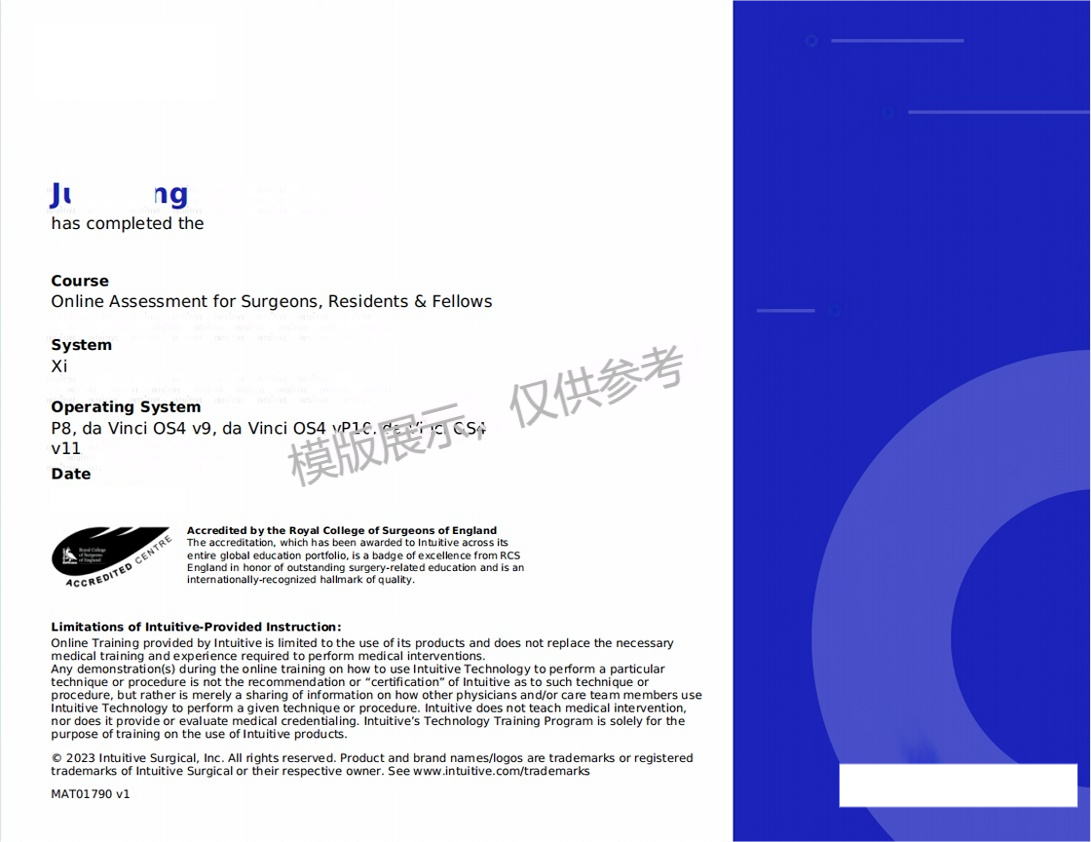 has completed the
Course
Online Assessment for Surgeons, Residents & Fellows
System
Xi
Operating System
P8, da Vinci OS4 v9, da Vinci OS4 vP10, da Vinci OS4
v11
Date
模版展示，仅供参考
Royal College
of Surgeons
of England
ACCREDITED CENTRE
Accredited by the Royal College of Surgeons of England
The accreditation, which has been awarded to Intuitive across its
entire global education portfolio, is a badge of excellence from RCS
England in honor of outstanding surgery-related education and is an
internationally-recognized hallmark of quality.
Limitations of Intuitive-Provided Instruction:
Online Training provided by Intuitive is limited to the use of its products and does not replace the necessary
medical training and experience required to perform medical interventions.
Any demonstration(s) during the online training on how to use Intuitive Technology to perform a particular
technique or procedure is not the recommendation or “certification” of Intuitive as to such technique or
procedure, but rather is merely a sharing of information on how other physicians and/or care team members use
Intuitive Technology to perform a given technique or procedure. Intuitive does not teach medical intervention,
nor does it provide or evaluate medical credentialing. Intuitive’s Technology Training Program is solely for the
purpose of training on the use of Intuitive products.
© 2023 Intuitive Surgical, Inc. All rights reserved. Product and brand names/logos are trademarks or registered
trademarks of Intuitive Surgical or their respective owner. See www.intuitive.com/trademarks
MAT01790 v1